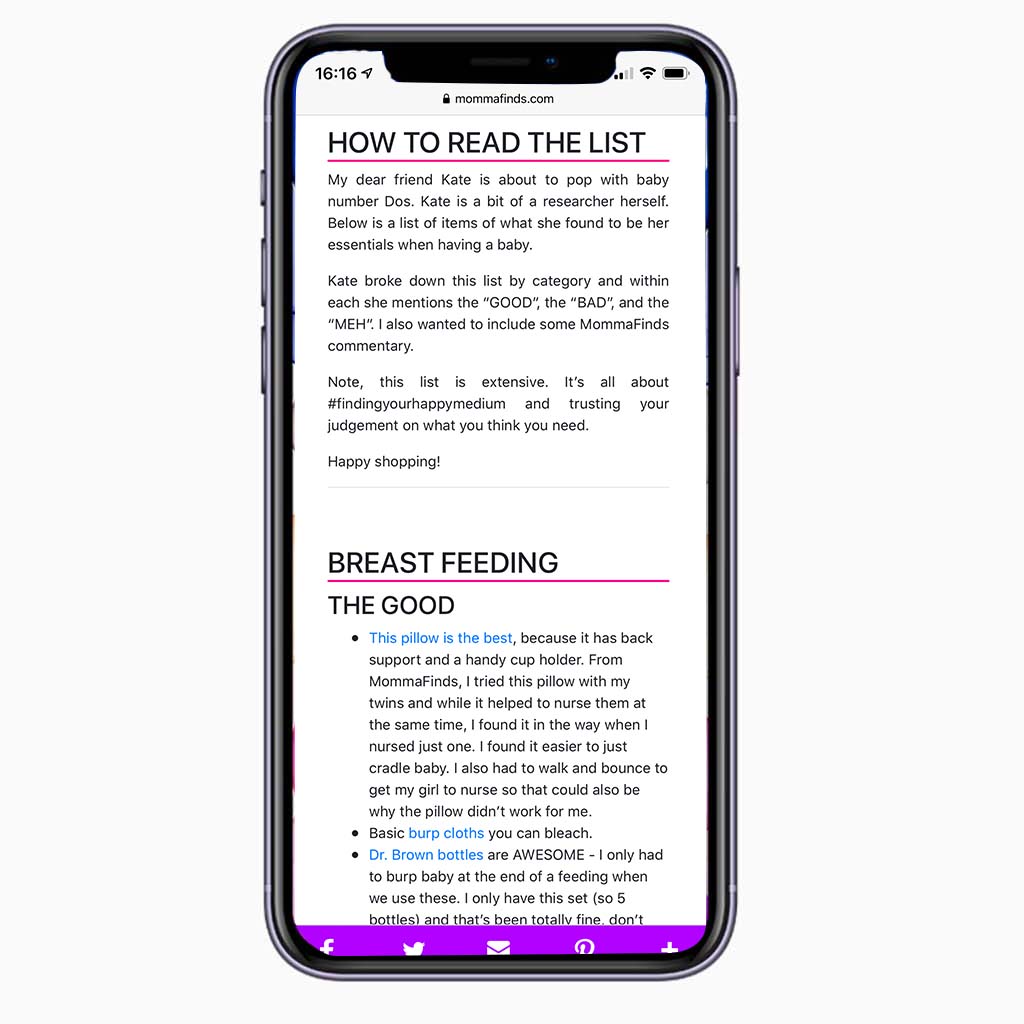 16:16
mommafinds.com
HOW TO READ THE LIST
My dear friend Kate is about to pop with baby
number Dos. Kate is a bit of a researcher herself.
Below is a list of items of what she found to be her
essentials when having a baby.
Kate broke down this list by category and within
each she mentions the “GOOD”, the “BAD”, and the
“MEH”. I also wanted to include some MommaFinds
commentary.
Note, this list is extensive. It’s all about
#findingyourhappymedium and trusting your
judgement on what you think you need.
Happy shopping!
BREAST FEEDING
THE GOOD
• This pillow is the best, because it has back
support and a handy cup holder. From
MommaFinds, I tried this pillow with my
twins and while it helped to nurse them at
the same time, I found it in the way when I
nursed just one. I found it easier to just
cradle baby. I also had to walk and bounce to
get my girl to nurse so that could also be
why the pillow didn’t work for me.
• Basic burp cloths you can bleach.
• Dr. Brown bottles are AWESOME - I only had
to burp baby at the end of a feeding when
we use these. I only have this set (so 5
bottles) and that’s been totally fine, don’t